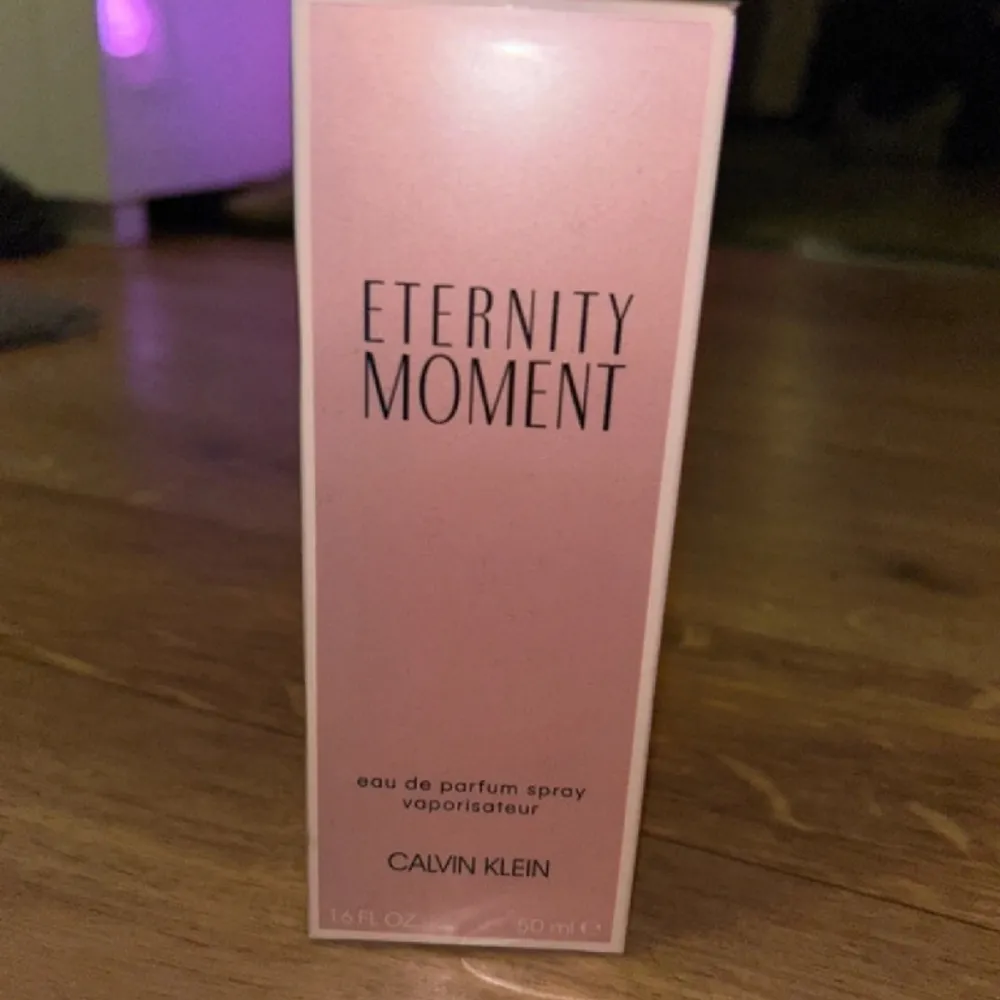 ETERNITY
MOMENT
eau de parfum spray
vaporisateur
CALVIN KLEIN
1.6 FL OZ 50 ml ℮